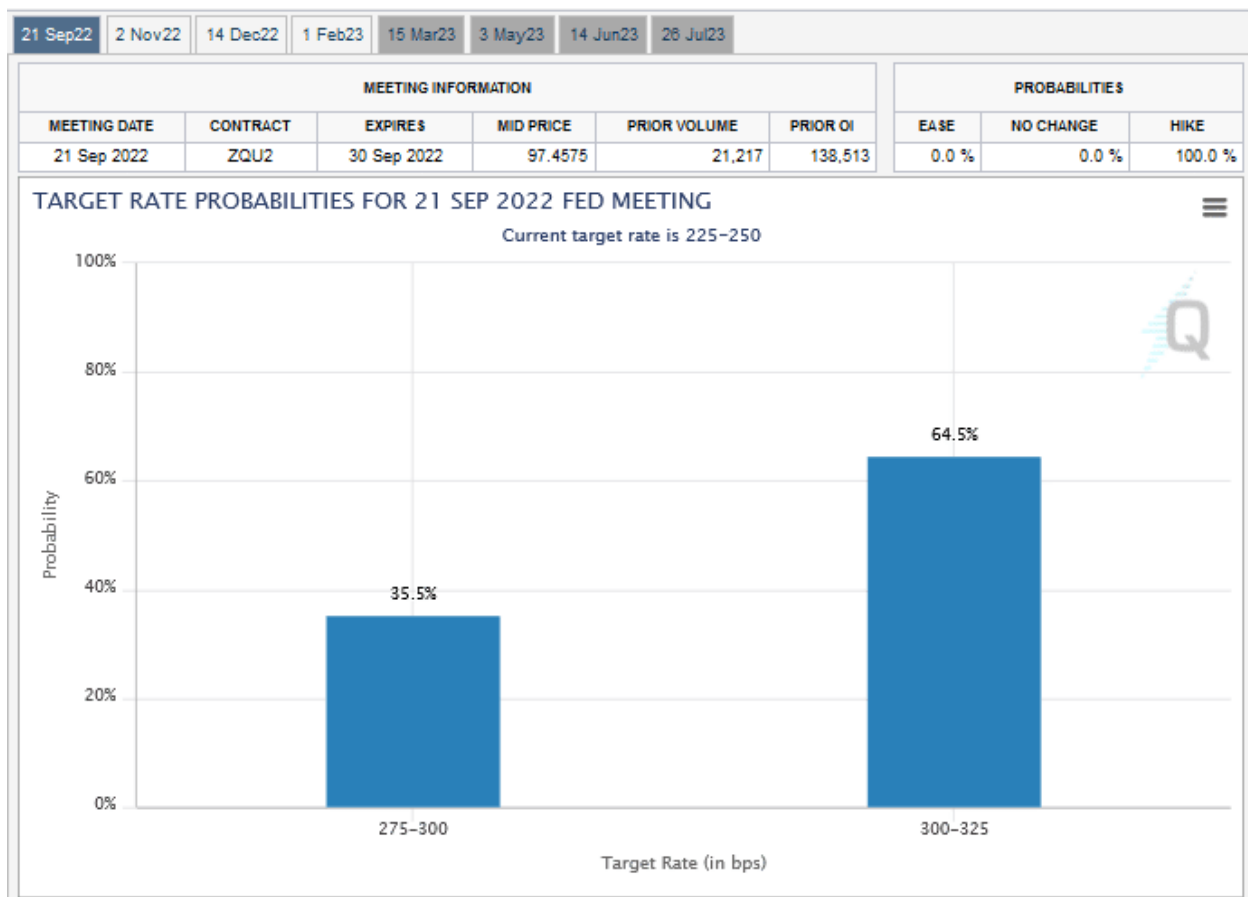 21 Sep22 2 Nov22 14 Dec22 1 Feb23 15 Mar23 3 May23 14 Jun23 26 Jul23
MEETING INFORMATION PROBABILITIES
MEETING DATE CONTRACT EXPIRES MID PRICE PRIOR VOLUME PRIOR OI EASE NO CHANGE HIKE
21 Sep 2022 ZQU2 30 Sep 2022 97.4575 21,217 138,513 0.0 % 0.0 % 100.0 %
TARGET RATE PROBABILITIES FOR 21 SEP 2022 FED MEETING
Current target rate is 225-250
100%
Q
80%
64.5%
60%
Probability
40%
35.5%
20%
0%
275-300 300-325
Target Rate (in bps)